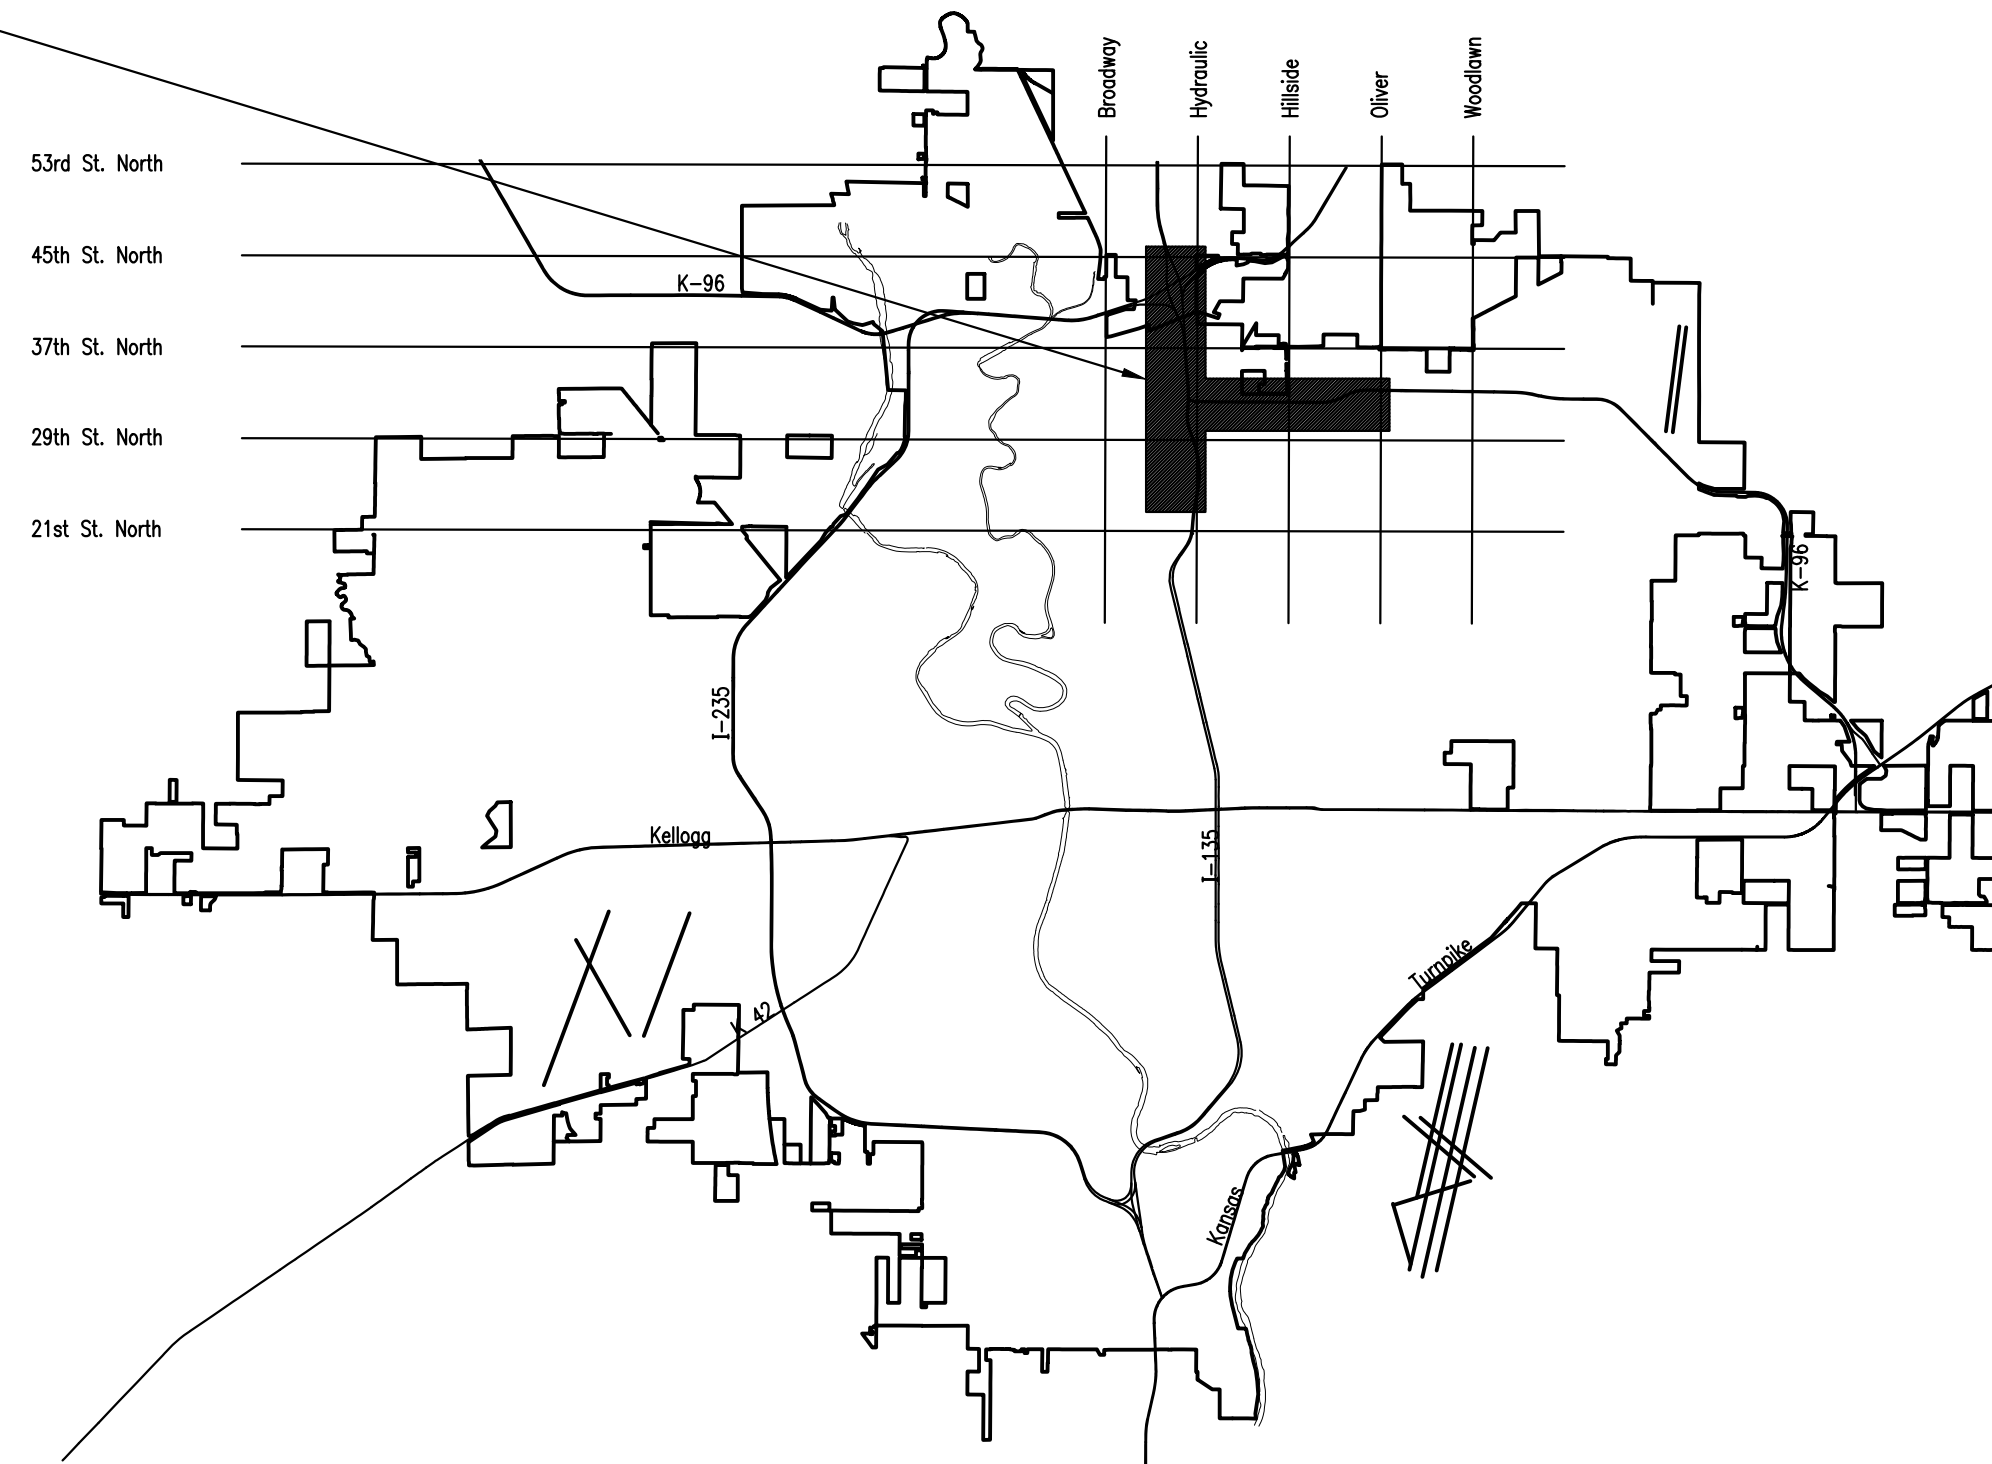 Broadway
Hydraulic
Hillside
Oliver
Woodlawn
53rd St. North
45th St. North
K-96
37th St. North
29th St. North
21st St. North
K-96
I-235
Kellogg
I-135
Turnpike
K 42
Kansas